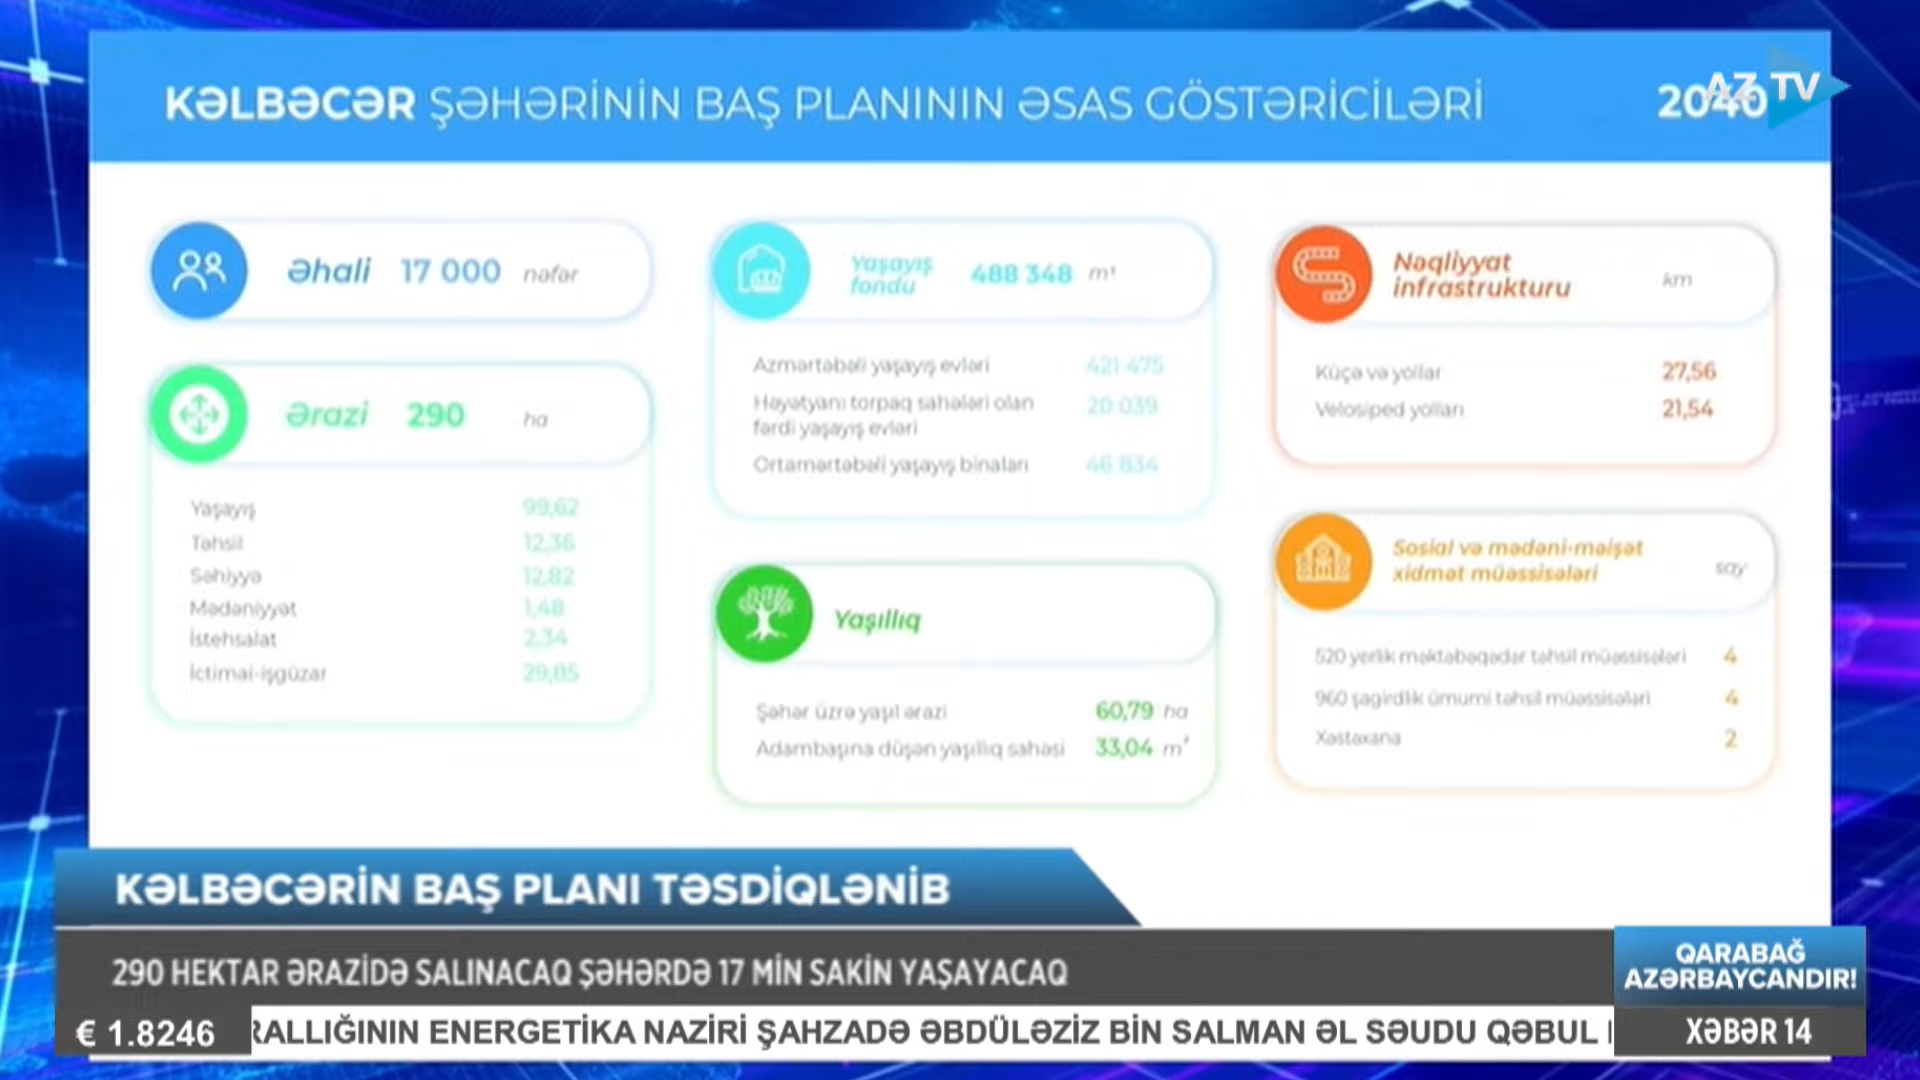 KƏLBƏCƏR ŞƏHƏRİNİN BAŞ PLANININ ƏSAS GÖSTƏRİCİLƏRİ
2040
AZ TV
Əhali 17 000 nəfər
Ərazi 290 ha
Yaşayış 99,62
Təhsil 12,36
Səhiyyə 12,82
Mədəniyyət 1,48
İstehsalat 2,34
İctimai-işgüzar 29,85
Yaşayış
fondu
488 348 m²
Azmərtəbəli yaşayış evləri 421 475
Həyətyanı torpaq sahələri olan
fərdi yaşayış evləri
20 039
Ortamərtəbəli yaşayış binaları 46 834
Yaşıllıq
Şəhər üzrə yaşıl ərazi 60,79 ha
Adambaşına düşən yaşıllıq sahəsi 33,04 m²
Nəqliyyat
infrastrukturu
km
Küçə və yollar 27,56
Velosiped yolları 21,54
Sosial və mədəni-məişət
xidmət müəssisələri
say
520 yerlik məktəbəqədər təhsil müəssisələri 4
960 şagirdlik ümumi təhsil müəssisələri 4
Xəstəxana 2
KƏLBƏCƏRİN BAŞ PLANI TƏSDİQLƏNİB
290 HEKTAR ƏRAZİDƏ SALINACAQ ŞƏHƏRDƏ 17 MİN SAKİN YAŞAYACAQ
QARABAĞ
AZƏRBAYCANDIR!
€ 1.8246
RALLIĞININ ENERGETİKA NAZİRİ ŞAHZADƏ ƏBDÜLƏZİZ BİN SALMAN ƏL SƏUDU QƏBUL
XƏBƏR 14